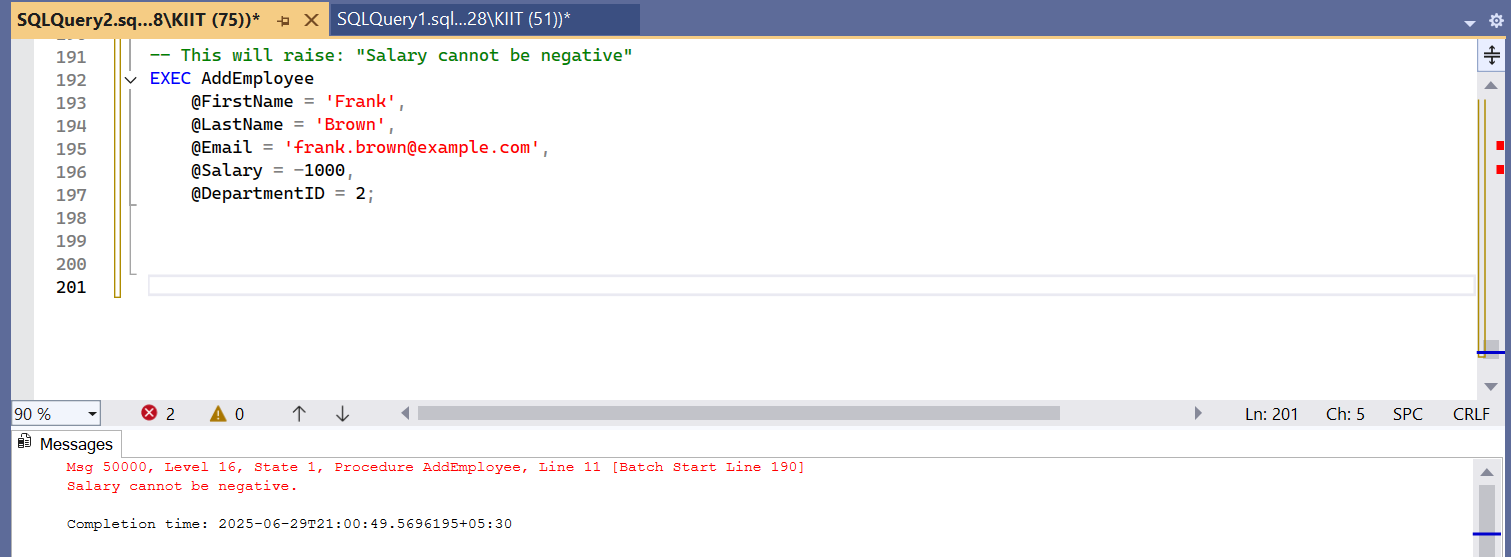 SQLQuery2.sq...8\KIIT (75))* SQLQuery1.sql...28\KIIT (51))*
191 -- This will raise: "Salary cannot be negative"
192 EXEC AddEmployee
193 @FirstName = 'Frank',
194 @LastName = 'Brown',
195 @Email = 'frank.brown@example.com',
196 @Salary = -1000,
197 @DepartmentID = 2;
198
199
200
201
90 % 2 0 Ln: 201 Ch: 5 SPC CRLF
Messages
Msg 50000, Level 16, State 1, Procedure AddEmployee, Line 11 [Batch Start Line 190]
Salary cannot be negative.
Completion time: 2025-06-29T21:00:49.5696195+05:30